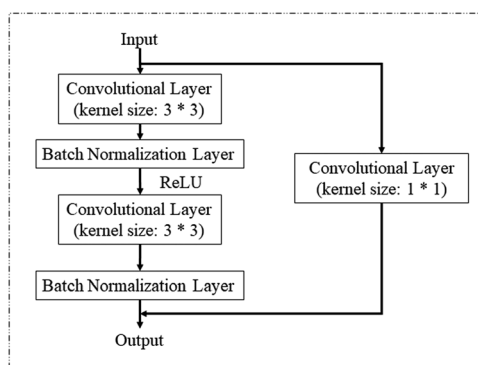 Input
Convolutional Layer
(kernel size: 3 * 3)
Batch Normalization Layer
ReLU
Convolutional Layer
(kernel size: 3 * 3)
Batch Normalization Layer
Output
Convolutional Layer
(kernel size: 1 * 1)